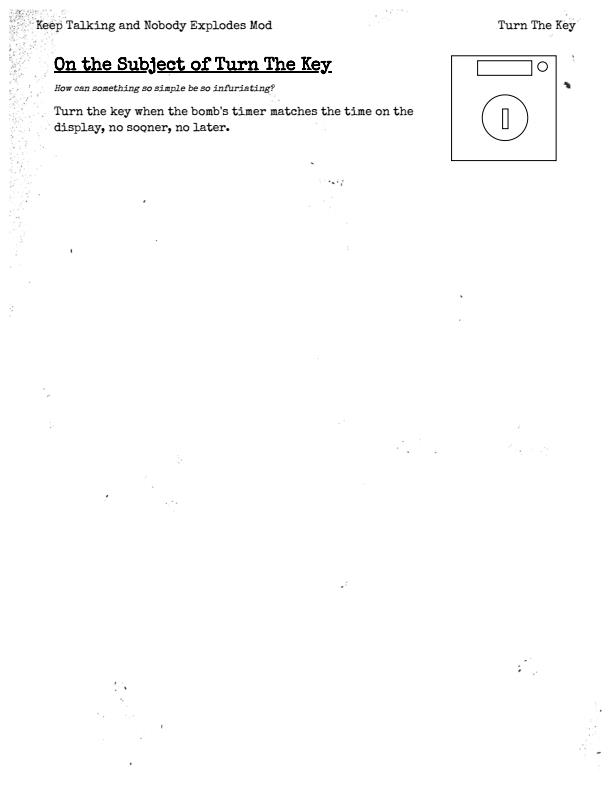 Keep Talking and Nobody Explodes Mod
Turn The Key
On the Subject of Turn The Key
How can something so simple be so infuriating?
Turn the key when the bomb's timer matches the time on the
display, no sooner, no later.